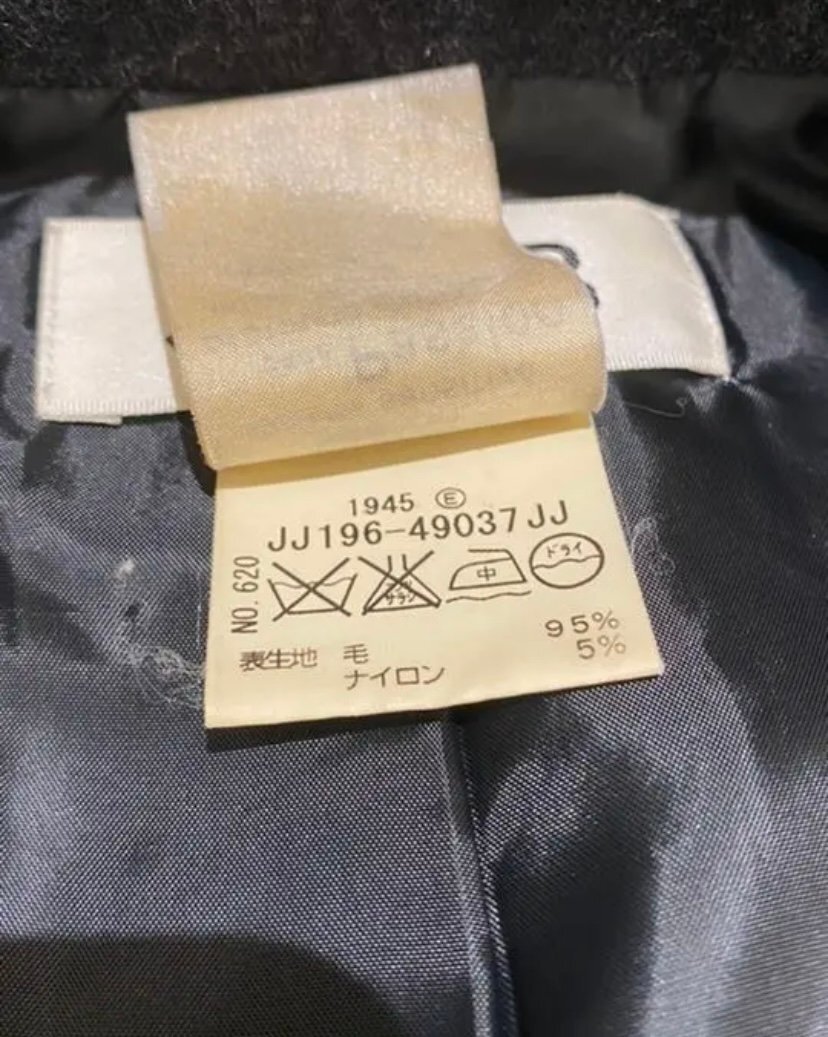 1945 Ⓔ
JJ196-49037JJ
NO.620
中
ドライ
表生地 毛 95%
ナイロン 5%